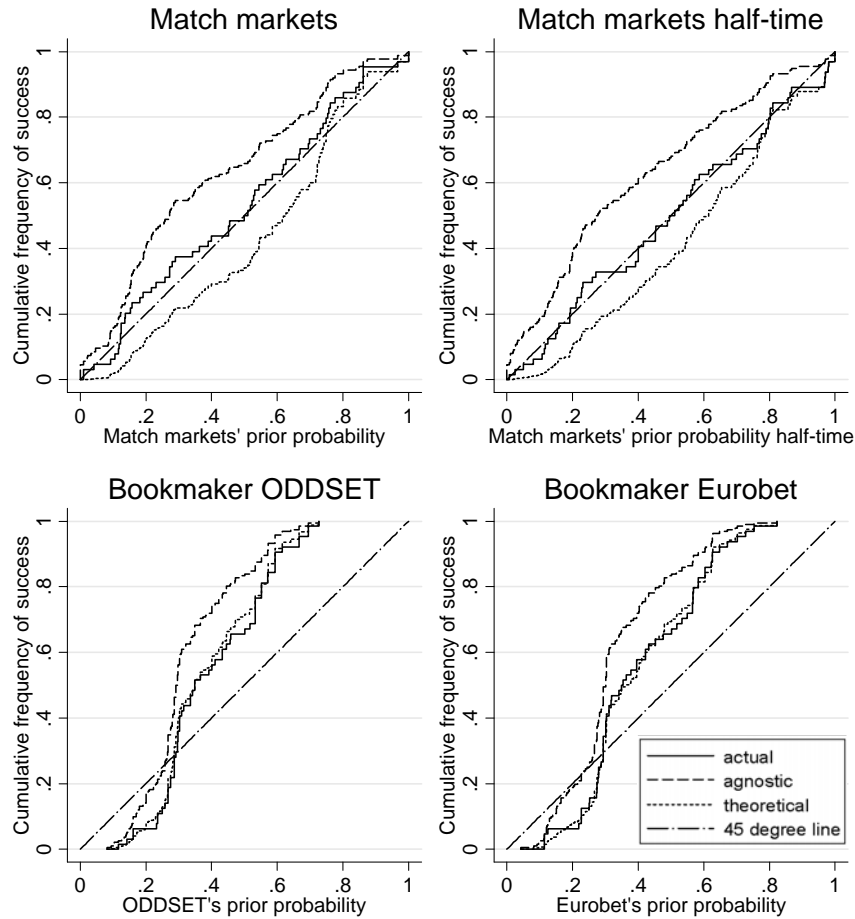 Match markets
Cumulative frequency of success
0 .2 .4 .6 .8 1
0 .2 .4 .6 .8 1
Match markets' prior probability
Match markets half-time
Cumulative frequency of success
0 .2 .4 .6 .8 1
0 .2 .4 .6 .8 1
Match markets' prior probability half-time
Bookmaker ODDSET
Cumulative frequency of success
0 .2 .4 .6 .8 1
0 .2 .4 .6 .8 1
ODDSET's prior probability
Bookmaker Eurobet
Cumulative frequency of success
0 .2 .4 .6 .8 1
actual
agnostic
theoretical
45 degree line
0 .2 .4 .6 .8 1
Eurobet's prior probability